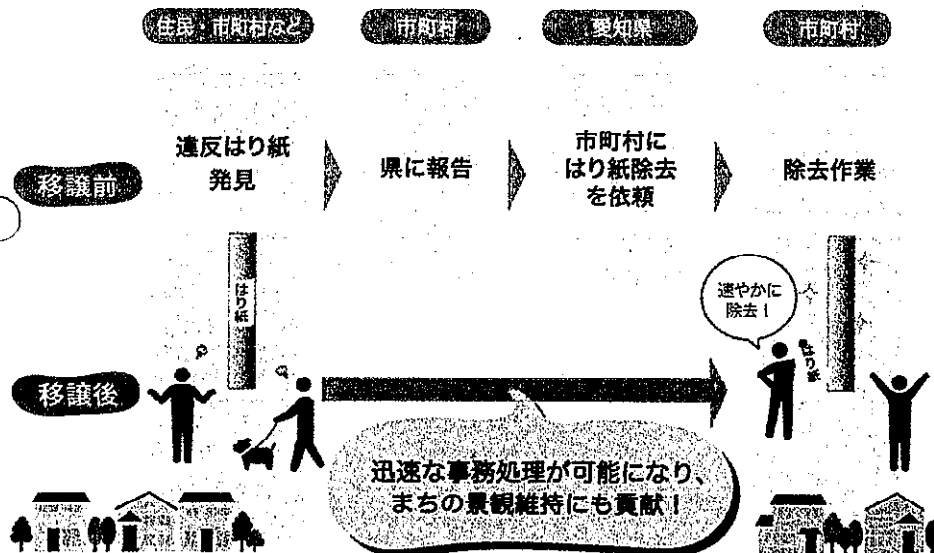 住民・市町村など
市町村
愛知県
市町村
移譲前
違反はり紙
発見
県に報告
市町村に
はり紙除去
を依頼
除去作業
はり紙
速やかに
除去！
はり紙
移譲後
迅速な事務処理が可能になり、
まちの景観維持にも貢献！